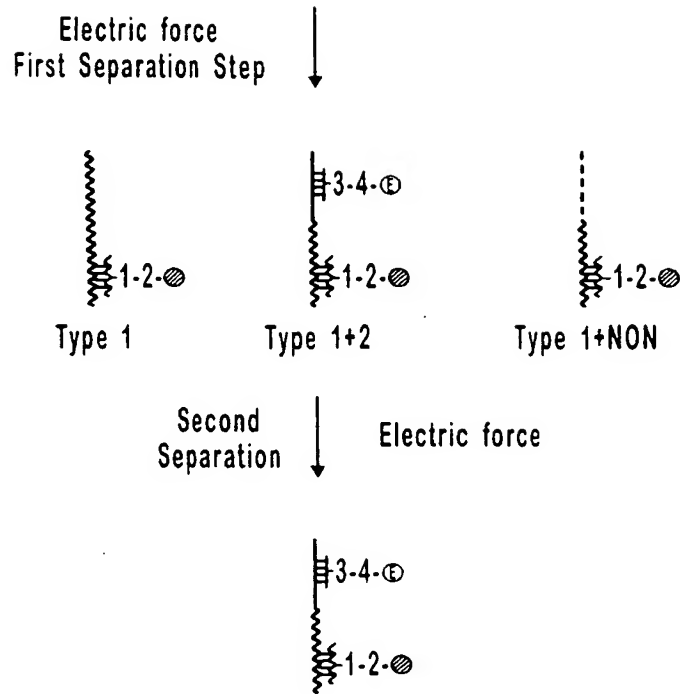 Electric force
First Separation Step
3-4-Ⓔ
1-2-
1-2-
1-2-
Type 1
Type 1+2
Type 1+NON
Second
Separation
Electric force
3-4-Ⓔ
1-2-